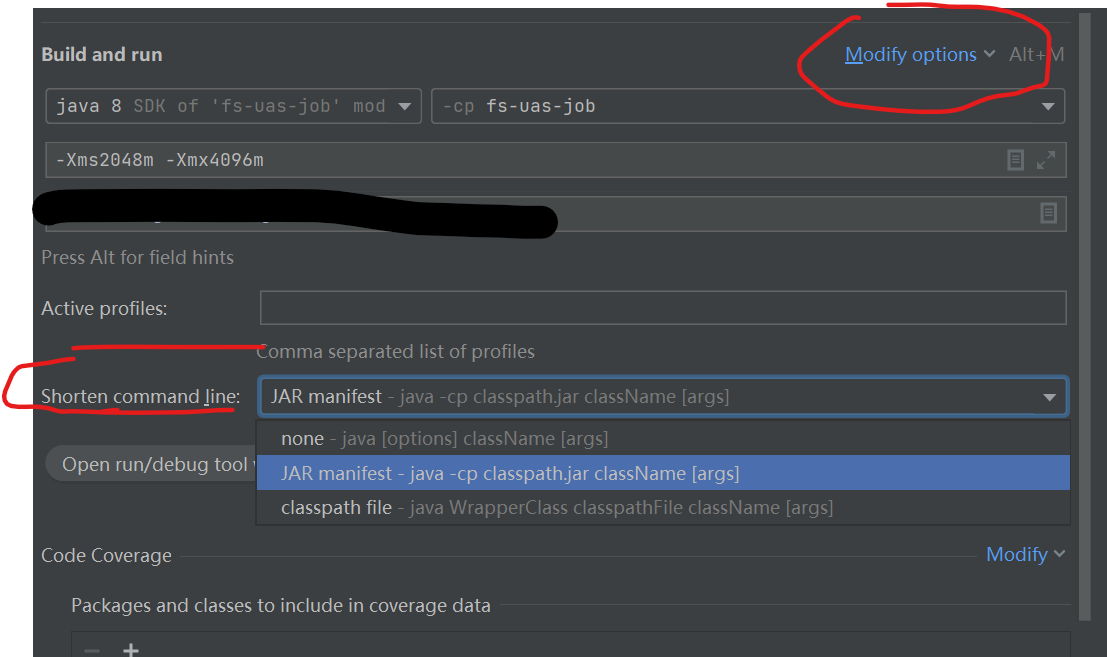 Build and run
Modify options Alt+M
java 8 SDK of 'fs-uas-job' mod
-cp fs-uas-job
-Xms2048m -Xmx4096m
Press Alt for field hints
Active profiles:
Comma separated list of profiles
Shorten command line: JAR manifest - java -cp classpath.jar className [args]
none - java [options] className [args]
Open run/debug tool
JAR manifest - java -cp classpath.jar className [args]
classpath file - java WrapperClass classpathFile className [args]
Code Coverage
Modify
Packages and classes to include in coverage data